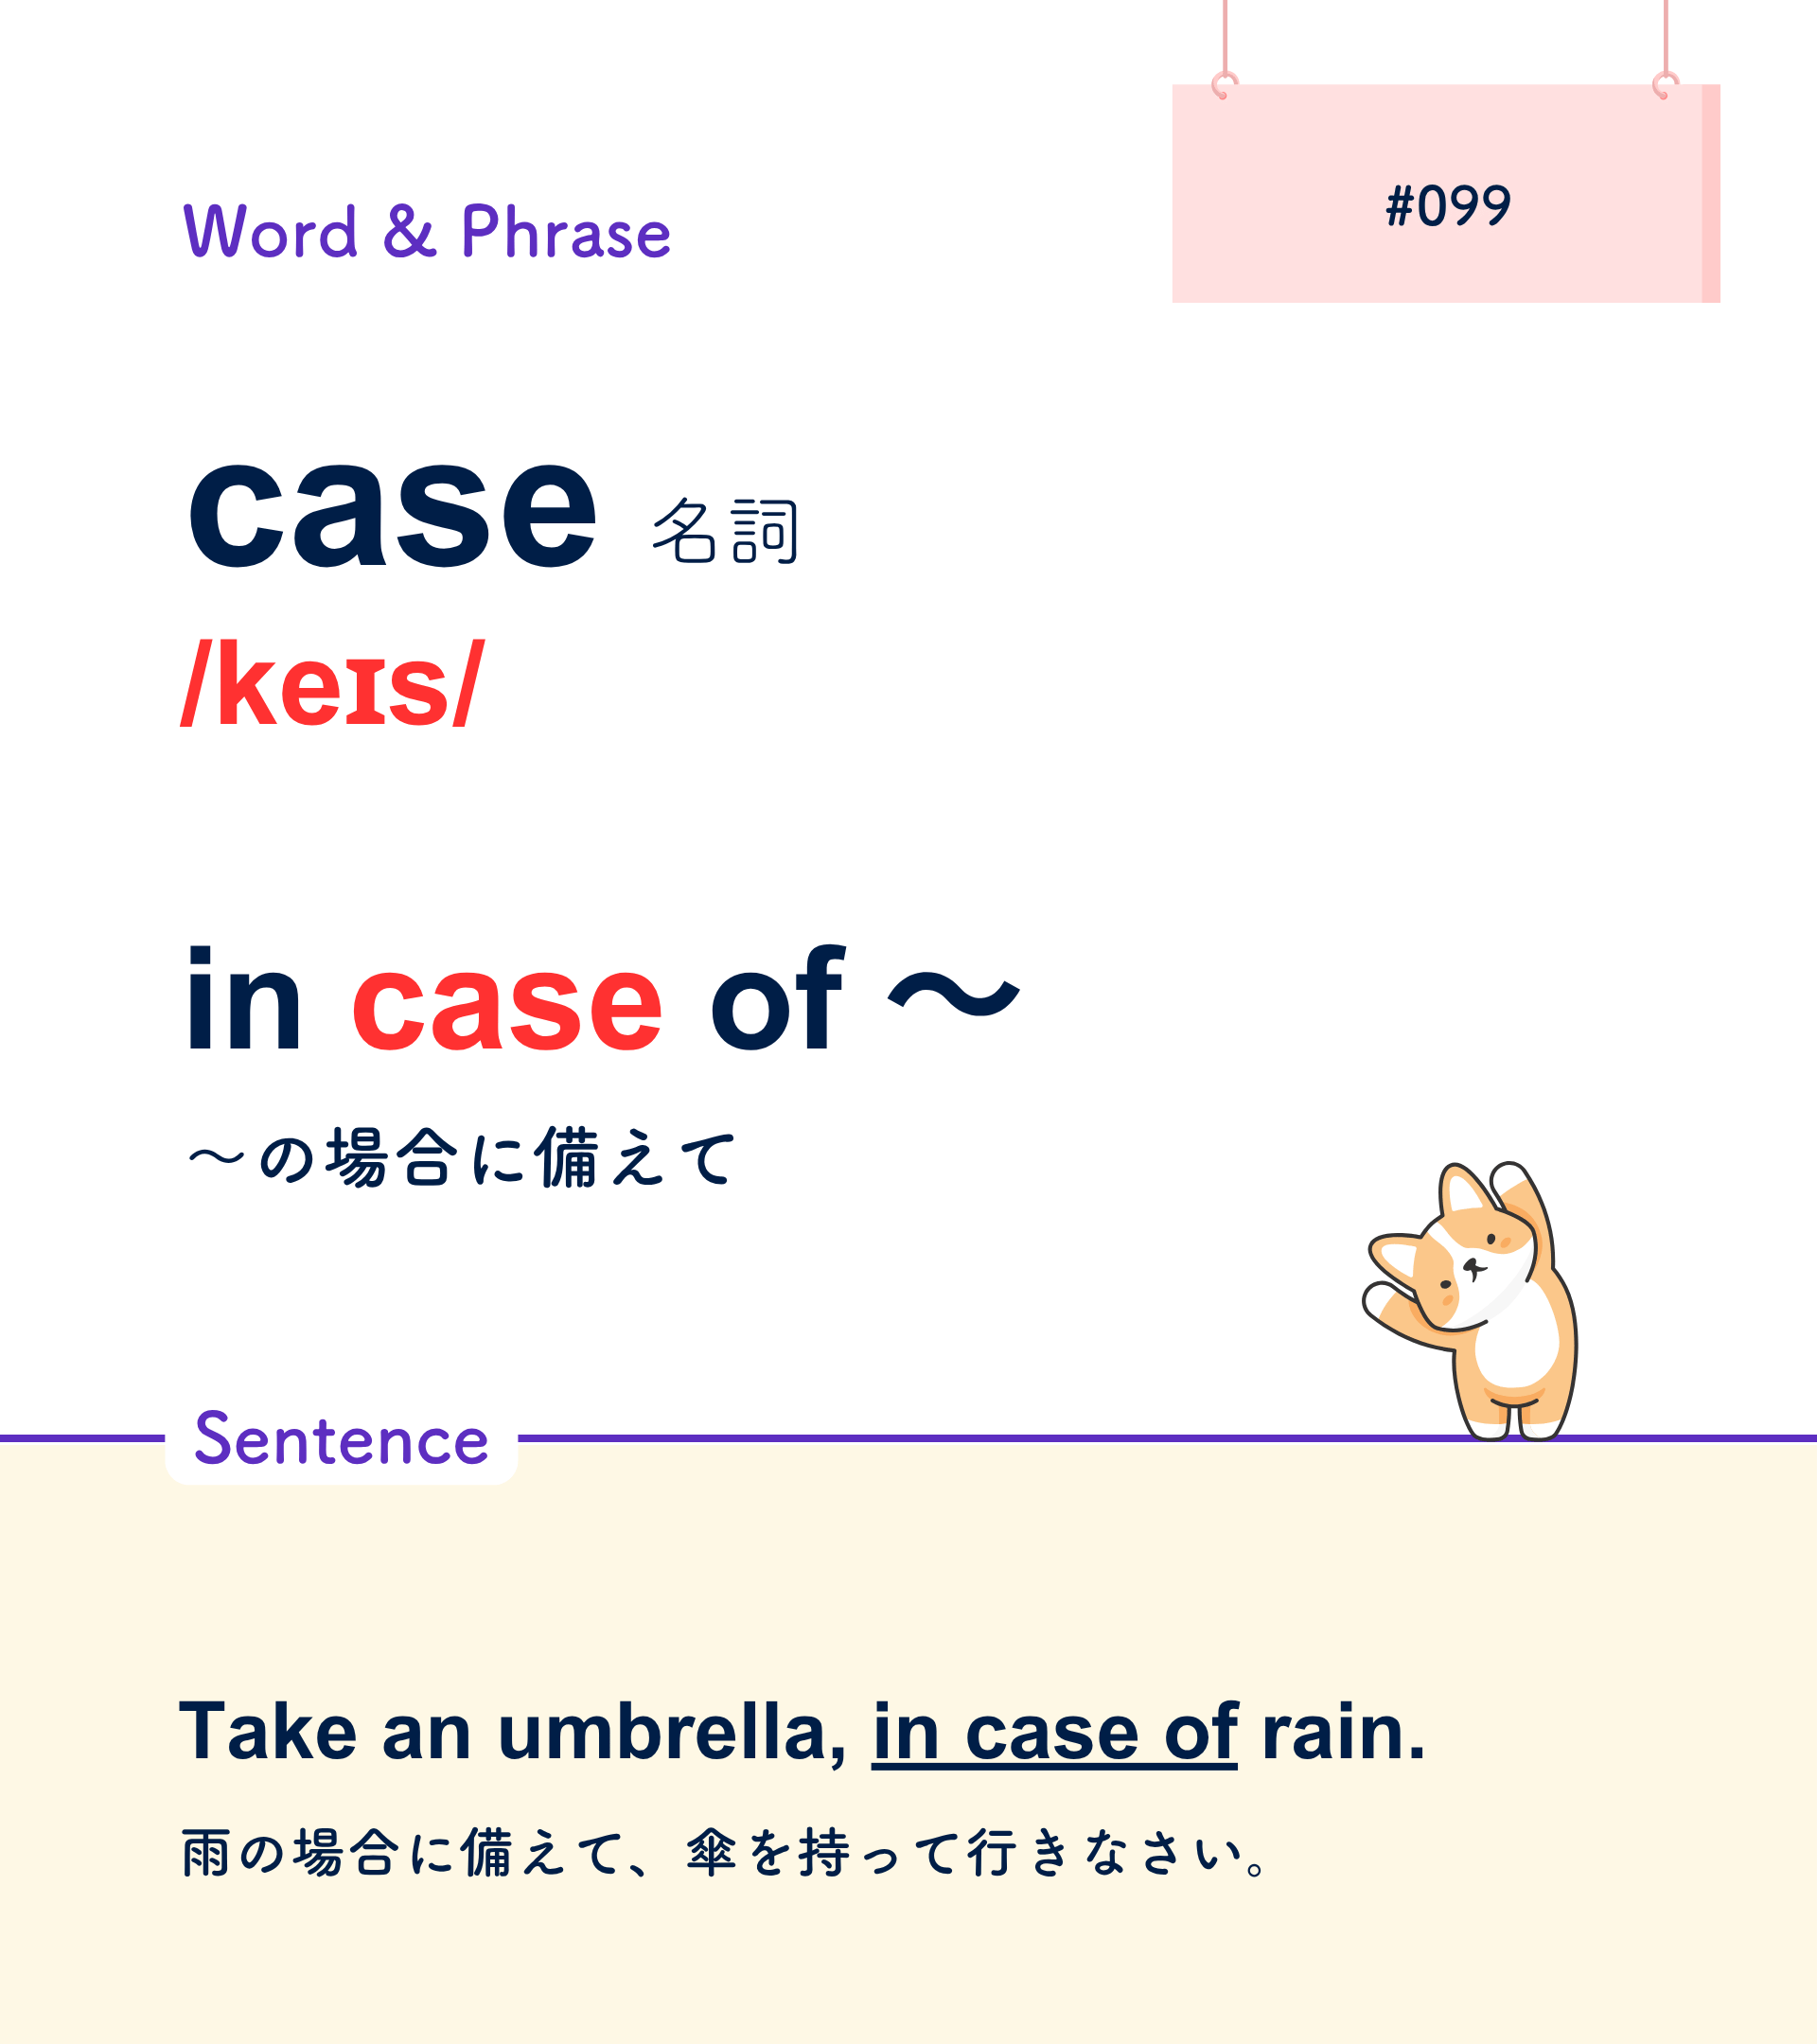 #099
Word & Phrase
case 名詞
/keɪs/
in case of 〜
〜の場合に備えて
Sentence
Take an umbrella, in case of rain.
雨の場合に備えて、傘を持って行きなさい。